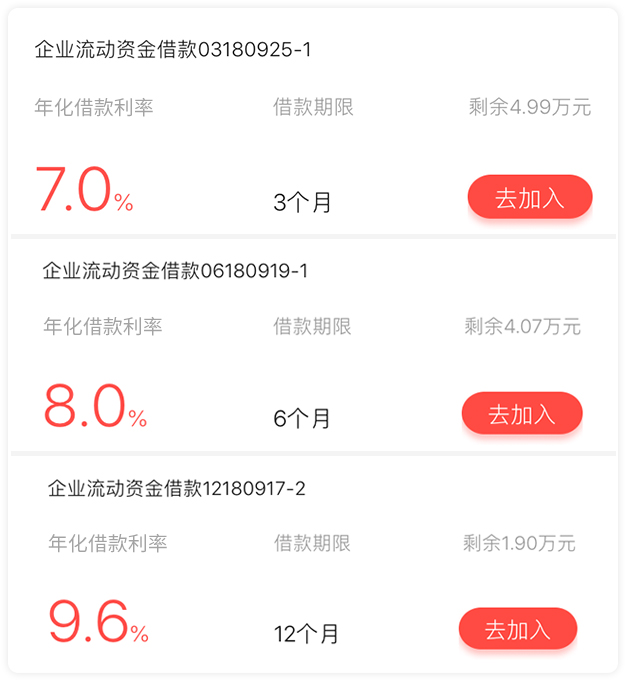 企业流动资金借款03180925-1
年化借款利率 借款期限 剩余4.99万元
7.0% 3个月 去加入
企业流动资金借款06180919-1
年化借款利率 借款期限 剩余4.07万元
8.0% 6个月 去加入
企业流动资金借款12180917-2
年化借款利率 借款期限 剩余1.90万元
9.6% 12个月 去加入